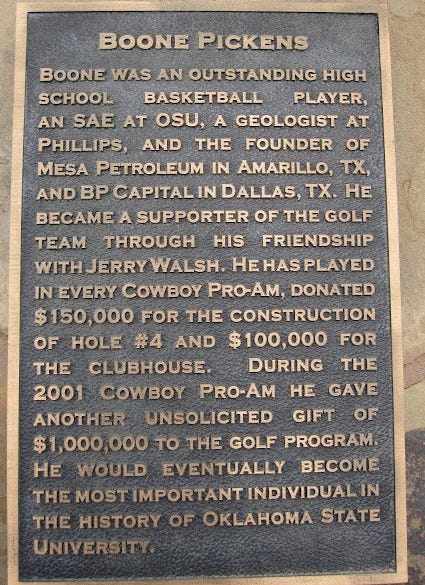 BOONE PICKENS
BOONE WAS AN OUTSTANDING HIGH
SCHOOL BASKETBALL PLAYER,
AN SAE AT OSU, A GEOLOGIST AT
PHILLIPS, AND THE FOUNDER OF
MESA PETROLEUM IN AMARILLO, TX,
AND BP CAPITAL IN DALLAS, TX. HE
BECAME A SUPPORTER OF THE GOLF
TEAM THROUGH HIS FRIENDSHIP
WITH JERRY WALSH. HE HAS PLAYED
IN EVERY COWBOY PRO-AM, DONATED
$150,000 FOR THE CONSTRUCTION
OF HOLE #4 AND $100,000 FOR
THE CLUBHOUSE. DURING THE
2001 COWBOY PRO-AM HE GAVE
ANOTHER UNSOLICITED GIFT OF
$1,000,000 TO THE GOLF PROGRAM.
HE WOULD EVENTUALLY BECOME
THE MOST IMPORTANT INDIVIDUAL IN
THE HISTORY OF OKLAHOMA STATE
UNIVERSITY.